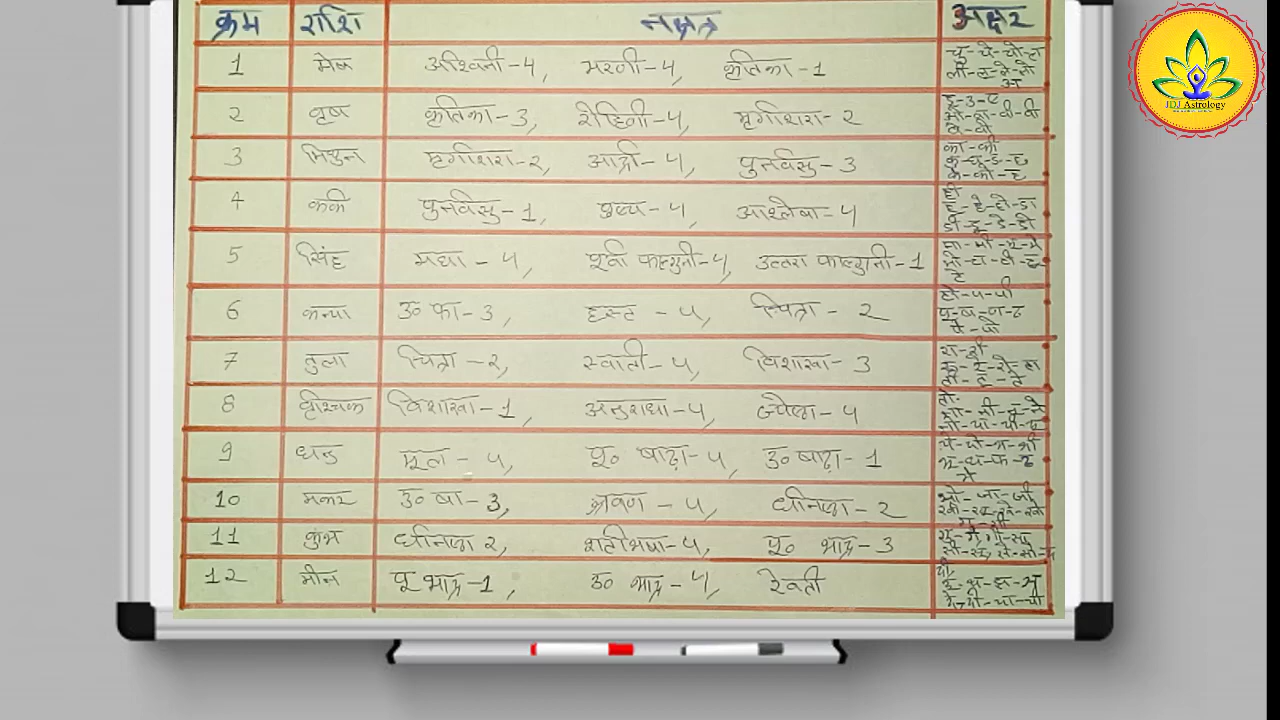 क्रम राशि नक्षत्र अक्षर
1 मेष अश्विनी-4, भरणी-4, कृतिका-1 चु-चे-चो-ला
ली-लू-ले-लो
अ
2 वृष कृतिका-3, रोहिणी-4, मृगशिरा-2 इ-उ-ए
ओ-वा-वी-वी
वे-वो
3 मिथुन मृगशिरा-2, आर्द्रा-4, पुनर्वसु-3 का-की
कु-घ-ङ-छ
के-को-ह
4 कर्क पुनर्वसु-1, पुष्य-4, आश्लेषा-4 ही
हू-हे-हो-डा
डी-डू-डे-डो
5 सिंह मघा-4, पूर्वा फाल्गुनी-4, उत्तरा फाल्गुनी-1 मा-मी-मू-मे
मो-टा-टी-टू
टे
6 कन्या उ० फा-3, हस्त-4, चित्रा-2 टो-प-पी
पू-ष-ण-ठ
पे-पो
7 तुला चित्रा-2, स्वाती-4, विशाखा-3 रा-री
रू-रे-रो-ता
ती-तू-ते
8 वृश्चिक विशाखा-1, अनुराधा-4, ज्येष्ठा-4 तो-
ना-नी-नू-ने
नो-या-यी-यू
9 धनु मूल-4, पू० षाढ़ा-4, उ० षाढ़ा-1 ये-यो-भ-भी
भू-धा-फ-ढ
भे
10 मकर उ० षा-3, श्रवण-4, धनिष्ठा-2 भो-जा-जी
खी-खू-खे-खो
ग-गी
11 कुंभ धनिष्ठा 2, शतभिषा-4, पू० भाद्र-3 गू-गे, गो-सा
सी-सू, से-सो-द
12 मीन पू भाद्र-1, उ० भाद्र-4, रेवती दी,
दू-थ-झ-ञ
दे-दो-चा-ची
JDJ Astrology